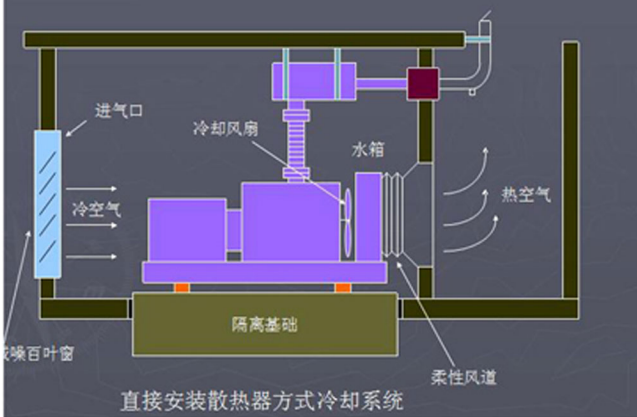 进气口
冷却风扇
水箱
冷空气
热空气
隔离基础
噪百叶窗
柔性风道
直接安装散热器方式冷却系统